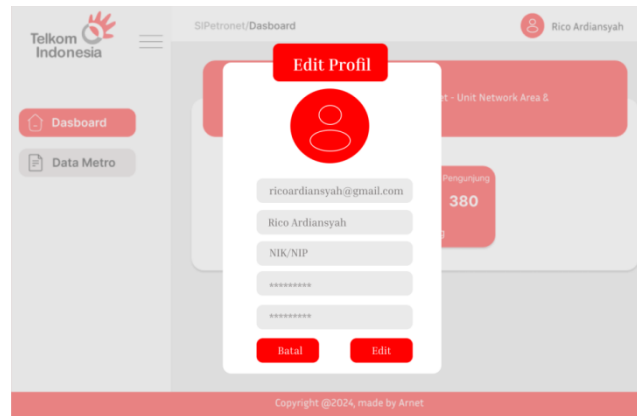 Telkom
Indonesia
SIPetronet/Dasboard
Rico Ardiansyah
Edit Profil
et - Unit Network Area &
Dasboard
Data Metro
Pengunjung
380
ricoardiansyah@gmail.com
Rico Ardiansyah
NIK/NIP
*********
*********
Batal
Edit
Copyright @2024, made by Arnet